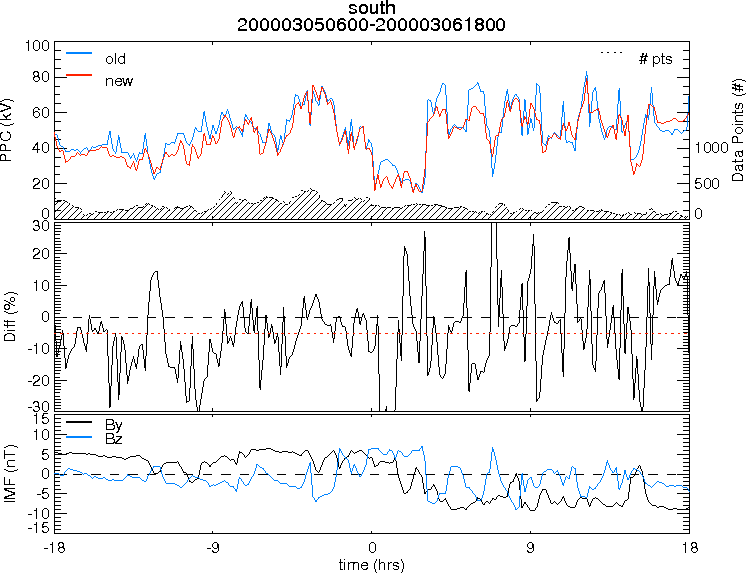 south
200003050600-200003061800
100
80
60
40
20
0
PPC (kV)
old
new
# pts
1000
500
0
Data Points (#)
30
20
10
0
-10
-20
-30
Diff (%)
15
10
5
0
-5
-10
-15
IMF (nT)
By
Bz
-18 -9 0 9 18
time (hrs)